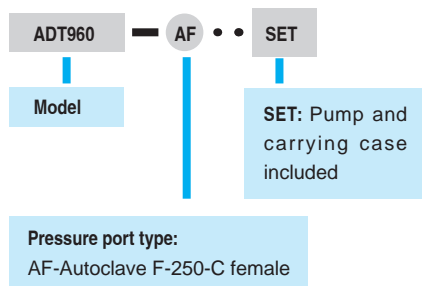 ADT960 — AF • • SET
Model
SET: Pump and
carrying case
included
Pressure port type:
AF-Autoclave F-250-C female